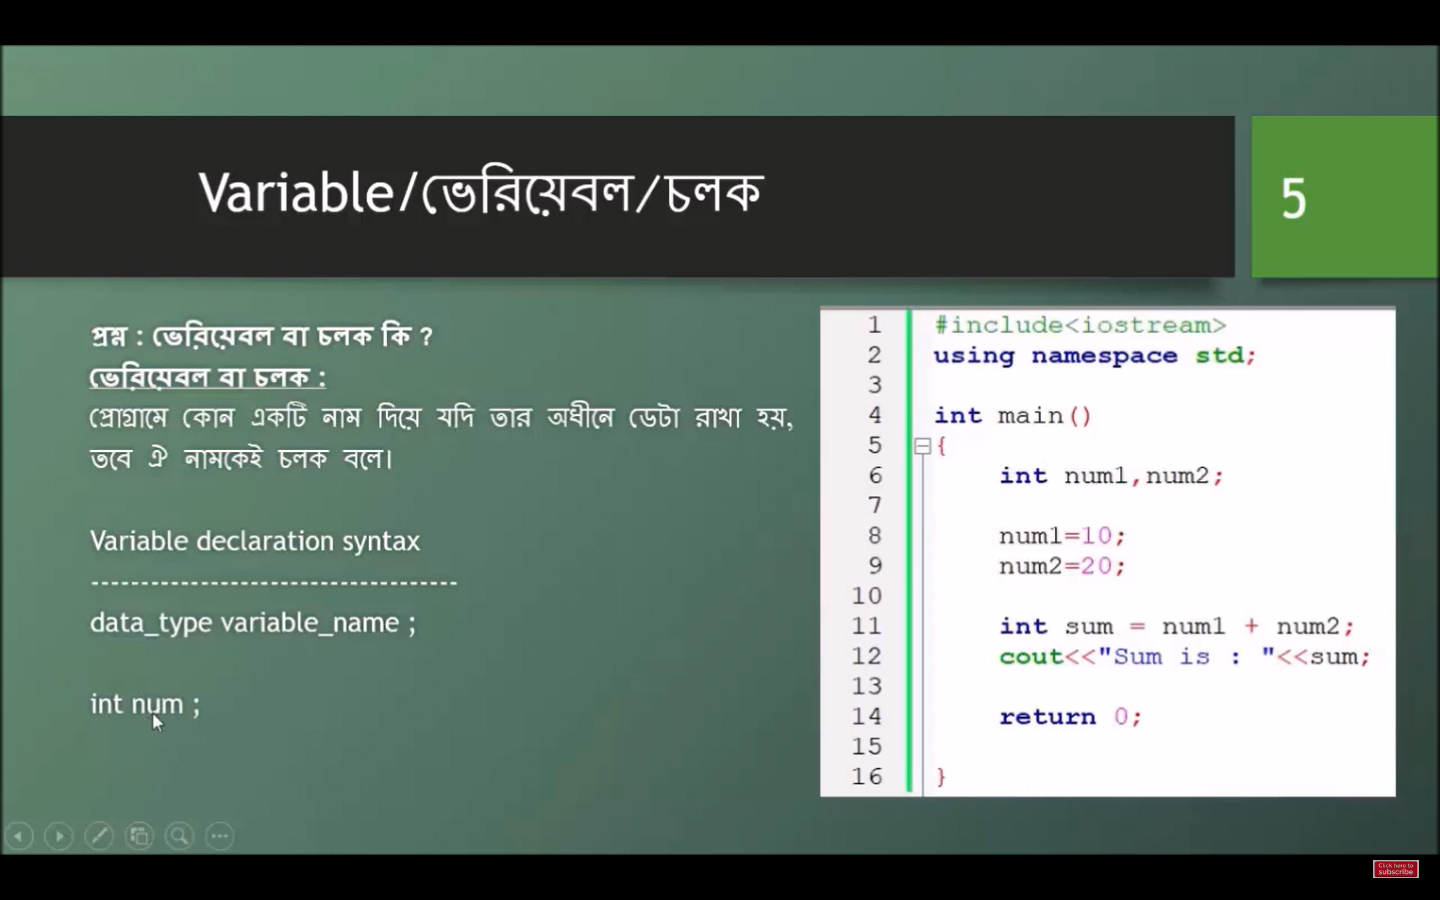 Variable/ভেরিয়েবল/চলক
5
প্রশ্ন : ভেরিয়েবল বা চলক কি ?
ভেরিয়েবল বা চলক :
প্রোগ্রামে কোন একটি নাম দিয়ে যদি তার অধীনে ডেটা রাখা হয়,
তবে ঐ নামকেই চলক বলে।
Variable declaration syntax
------------------------------------
data_type variable_name ;
int num ;
1 #include<iostream>
2 using namespace std;
3
4 int main()
5 {
6 int num1,num2;
7
8 num1=10;
9 num2=20;
10
11 int sum = num1 + num2;
12 cout<<"Sum is : "<<sum;
13
14 return 0;
15
16 }
Click here to
subscribe